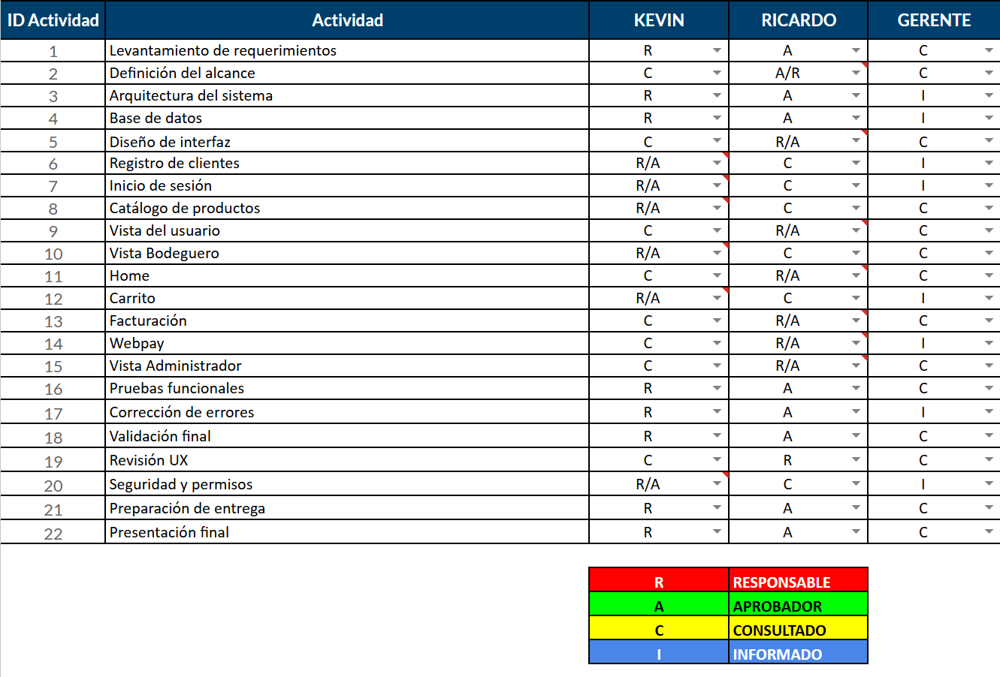 ID Actividad Actividad KEVIN RICARDO GERENTE
1 Levantamiento de requerimientos R A C
2 Definición del alcance C A/R C
3 Arquitectura del sistema R A I
4 Base de datos R A I
5 Diseño de interfaz C R/A C
6 Registro de clientes R/A C I
7 Inicio de sesión R/A C I
8 Catálogo de productos R/A C C
9 Vista del usuario C R/A C
10 Vista Bodeguero R/A C C
11 Home C R/A C
12 Carrito R/A C I
13 Facturación C R/A C
14 Webpay C R/A I
15 Vista Administrador C R/A C
16 Pruebas funcionales R A C
17 Corrección de errores R A I
18 Validación final R A C
19 Revisión UX C R C
20 Seguridad y permisos R/A C I
21 Preparación de entrega R A C
22 Presentación final R A C
R RESPONSABLE
A APROBADOR
C CONSULTADO
I INFORMADO